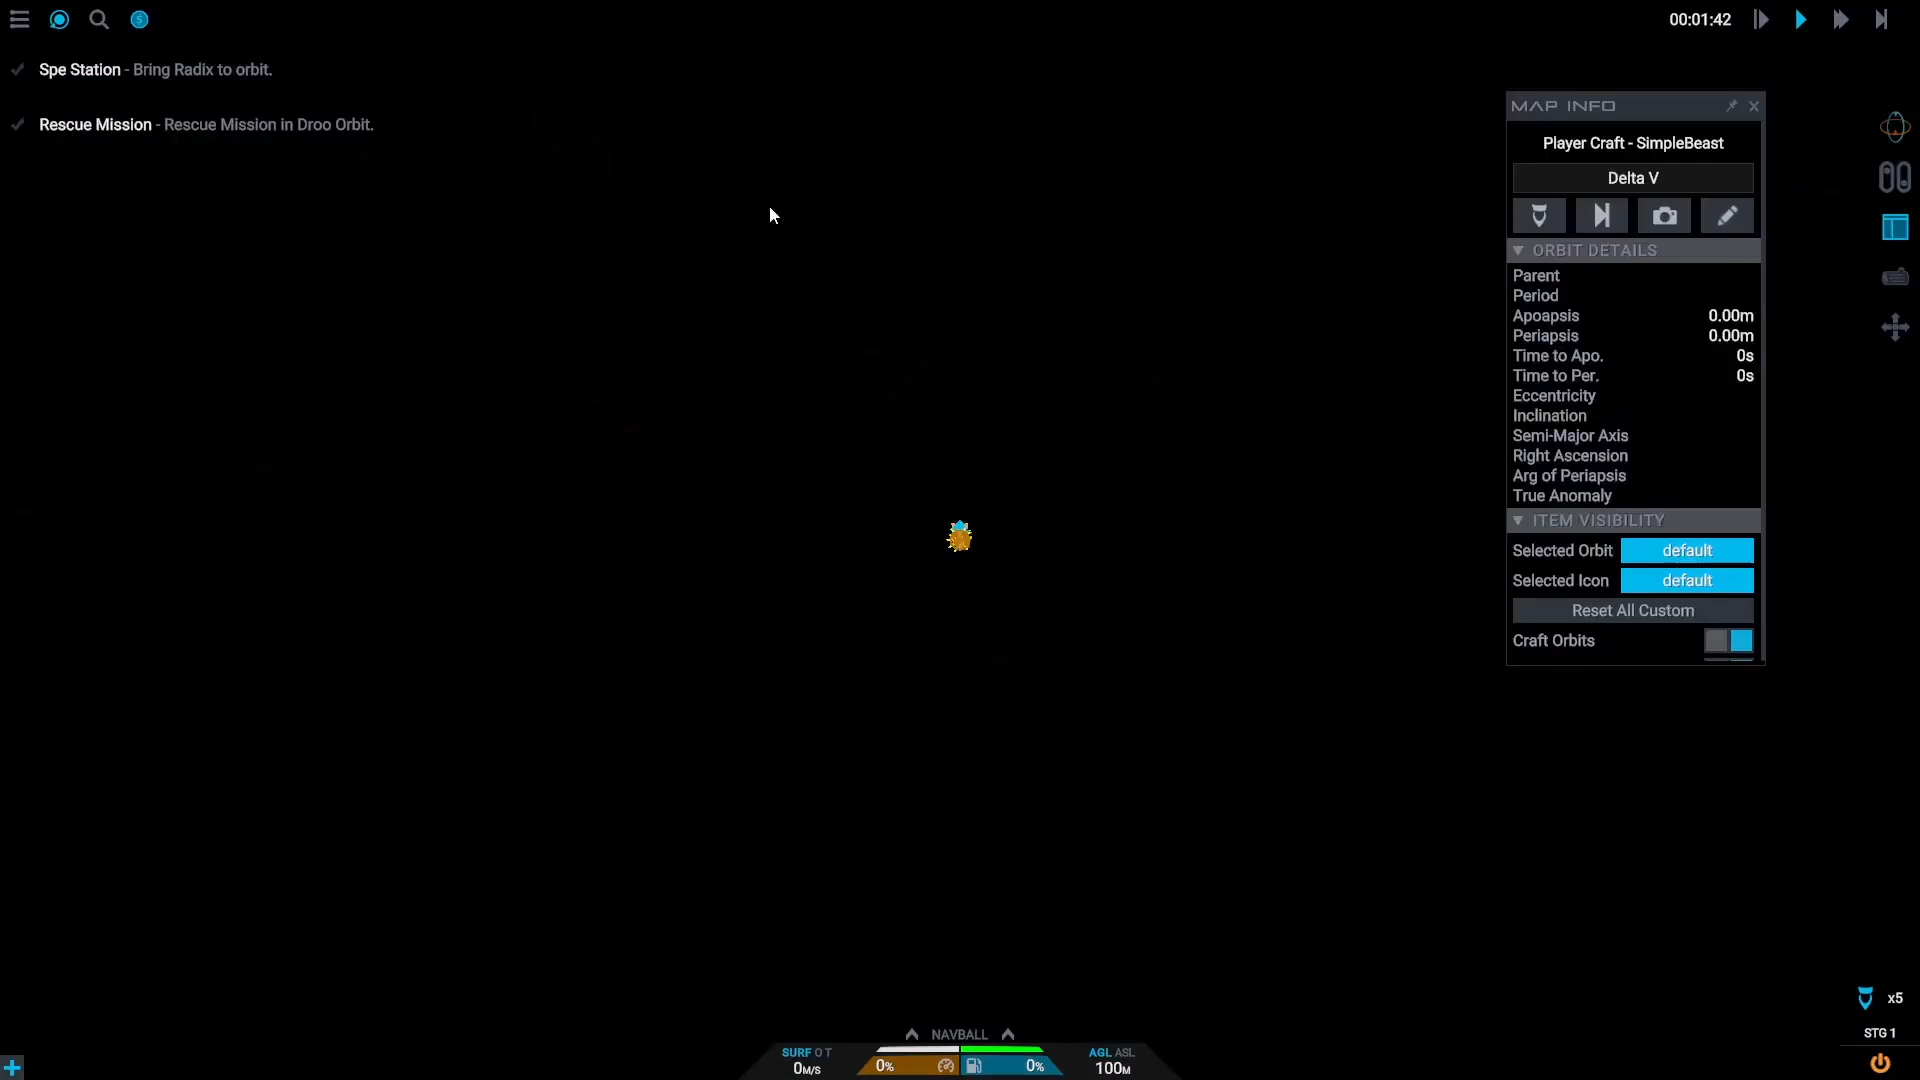 00:01:42
Spe Station - Bring Radix to orbit.
Rescue Mission - Rescue Mission in Droo Orbit.
MAP INFO
Player Craft - SimpleBeast
Delta V
ORBIT DETAILS
Parent
Period
Apoapsis 0.00m
Periapsis 0.00m
Time to Apo. 0s
Time to Per. 0s
Eccentricity
Inclination
Semi-Major Axis
Right Ascension
Arg of Periapsis
True Anomaly
ITEM VISIBILITY
Selected Orbit default
Selected Icon default
Reset All Custom
Craft Orbits
x5
STG 1
NAVBALL
SURF O T
0M/S
0%
0%
AGL ASL
100M